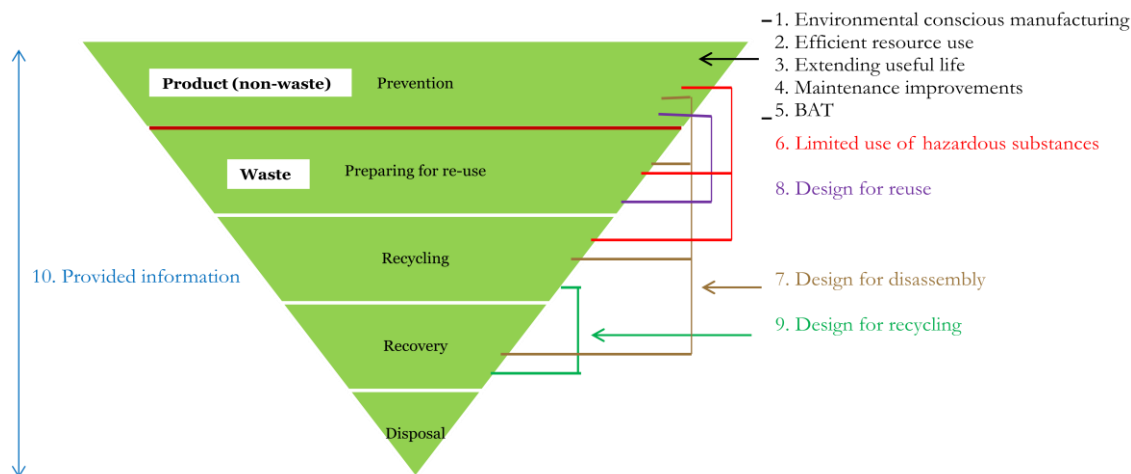 1. Environmental conscious manufacturing
2. Efficient resource use
3. Extending useful life
4. Maintenance improvements
5. BAT
Product (non-waste)
Prevention
6. Limited use of hazardous substances
Waste
Preparing for re-use
8. Design for reuse
Recycling
10. Provided information
7. Design for disassembly
9. Design for recycling
Recovery
Disposal